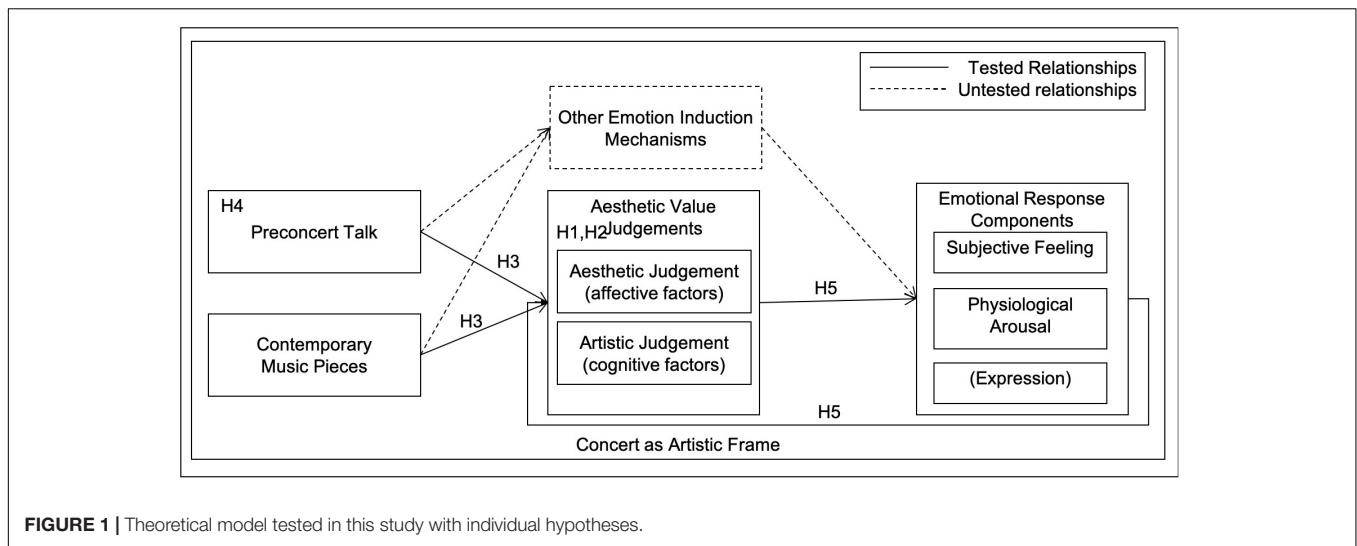 Tested Relationships
Untested relationships
Other Emotion Induction
Mechanisms
H4
Preconcert Talk
Contemporary
Music Pieces
H3
H3
Aesthetic Value
Judgements
H1,H2
Aesthetic Judgement
(affective factors)
Artistic Judgement
(cognitive factors)
H5
Emotional Response
Components
Subjective Feeling
Physiological
Arousal
(Expression)
H5
Concert as Artistic Frame
FIGURE 1 | Theoretical model tested in this study with individual hypotheses.